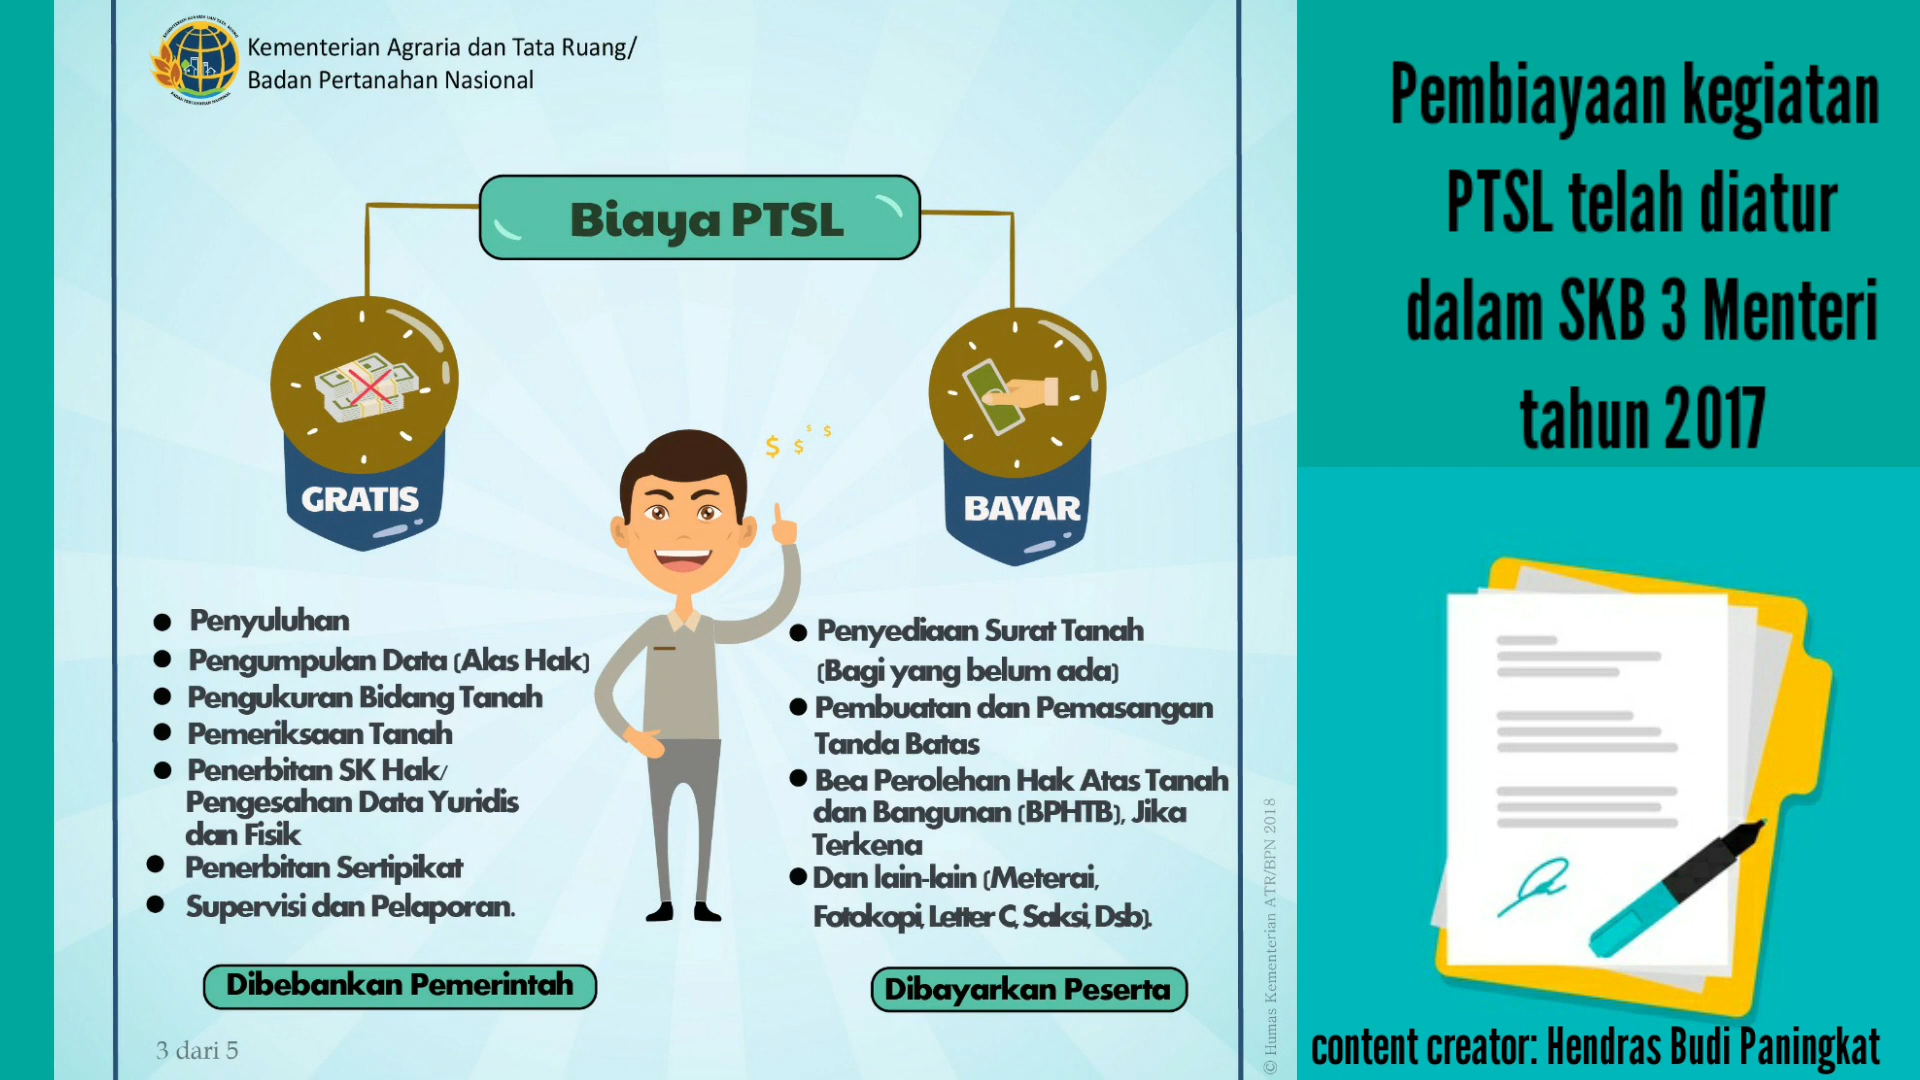 Kementerian Agraria dan Tata Ruang/
Badan Pertanahan Nasional
Biaya PTSL
GRATIS
● Penyuluhan
● Pengumpulan Data (Alas Hak)
● Pengukuran Bidang Tanah
● Pemeriksaan Tanah
● Penerbitan SK Hak/
Pengesahan Data Yuridis
dan Fisik
● Penerbitan Sertipikat
● Supervisi dan Pelaporan.
Dibebankan Pemerintah
$ $ $ $
BAYAR
● Penyediaan Surat Tanah
(Bagi yang belum ada)
● Pembuatan dan Pemasangan
Tanda Batas
● Bea Perolehan Hak Atas Tanah
dan Bangunan (BPHTB), Jika
Terkena
● Dan lain-lain (Meterai,
Fotokopi, Letter C, Saksi, Dsb).
Dibayarkan Peserta
3 dari 5
© Humas Kementerian ATR/BPN 2018
Pembiayaan kegiatan
PTSL telah diatur
dalam SKB 3 Menteri
tahun 2017
content creator: Hendras Budi Paningkat